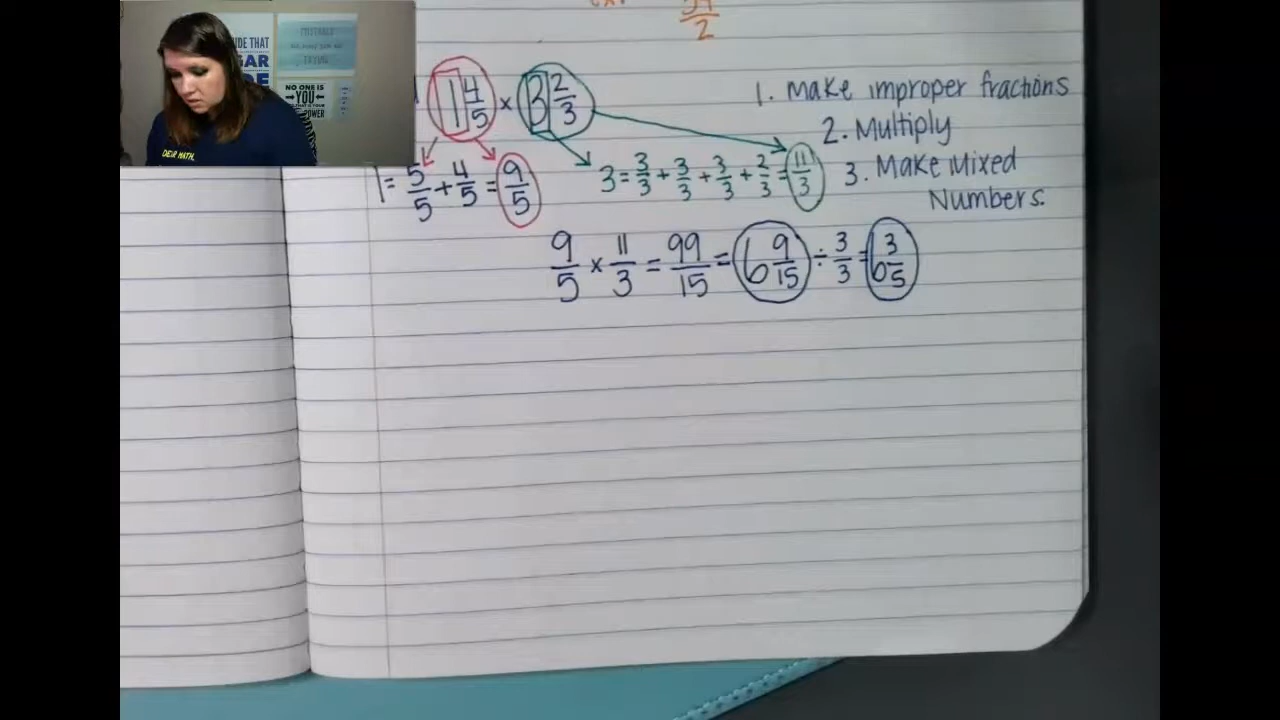 34/2
1 4/5 × 3 2/3
1. Make improper fractions
2. Multiply
3. Make Mixed
Numbers.
1 = 5/5 + 4/5 = 9/5
3 = 3/3 + 3/3 + 3/3 + 2/3 = 11/3
9/5 × 11/3 = 99/15 = 6 9/15 ÷ 3/3 = 6 3/5
NO ONE IS
YOU
DEAR MATH,